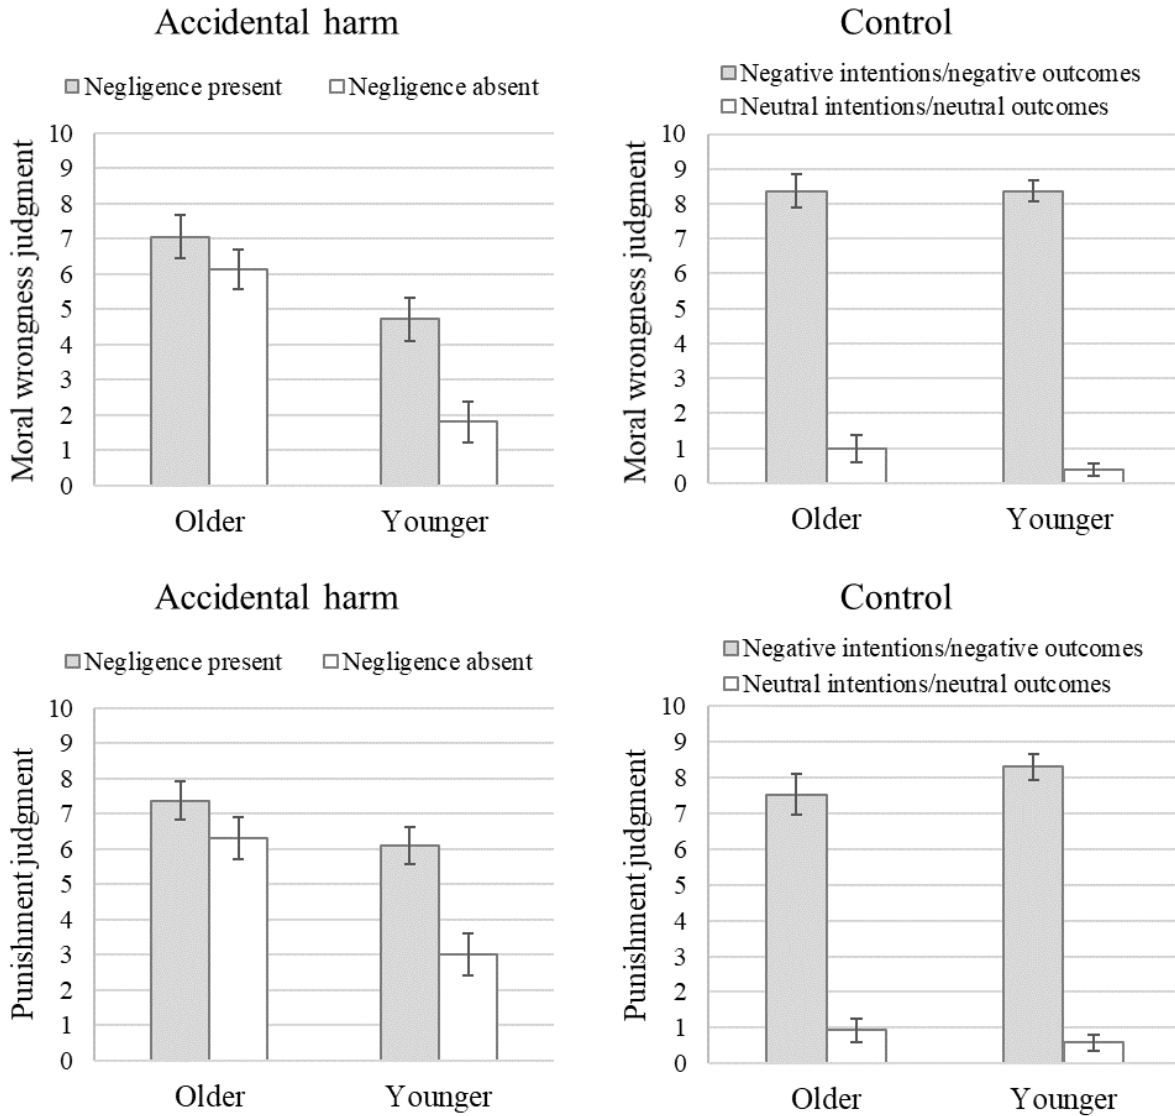 Accidental harm
Negligence present Negligence absent
Moral wrongness judgment
10
9
8
7
6
5
4
3
2
1
0
Older Younger
Control
Negative intentions/negative outcomes
Neutral intentions/neutral outcomes
Moral wrongness judgment
10
9
8
7
6
5
4
3
2
1
0
Older Younger
Accidental harm
Negligence present Negligence absent
Punishment judgment
10
9
8
7
6
5
4
3
2
1
0
Older Younger
Control
Negative intentions/negative outcomes
Neutral intentions/neutral outcomes
Punishment judgment
10
9
8
7
6
5
4
3
2
1
0
Older Younger